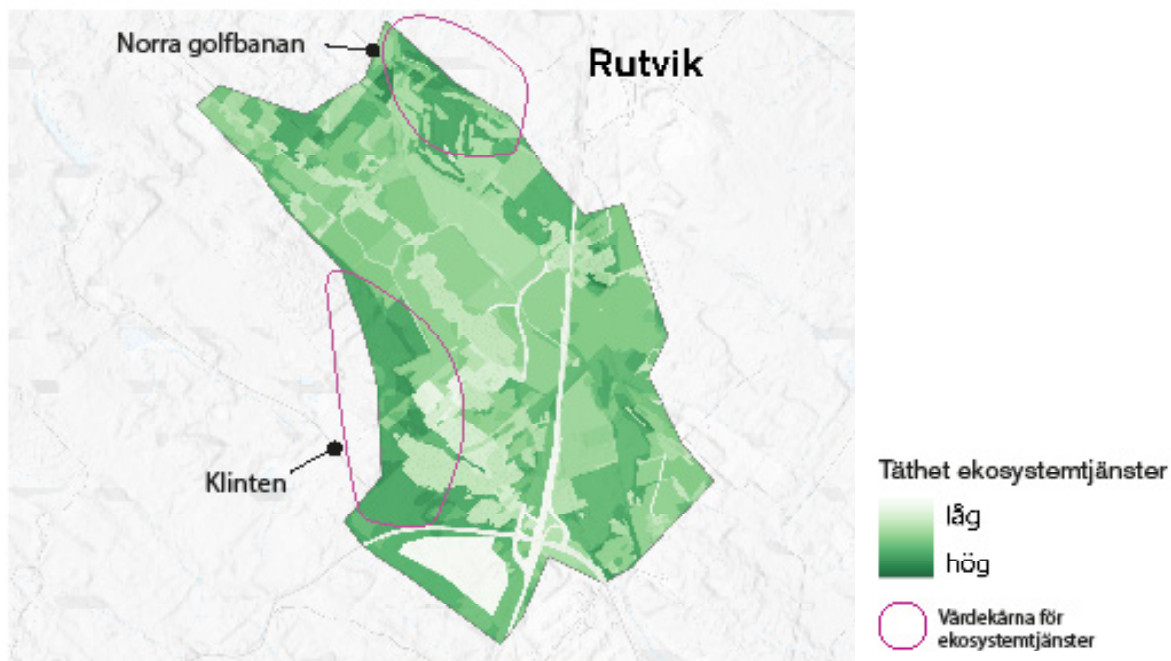 Norra golfbanan
Rutvik
Klinten
Täthet ekosystemtjänster
låg
hög
Värdekärna för
ekosystemtjänster